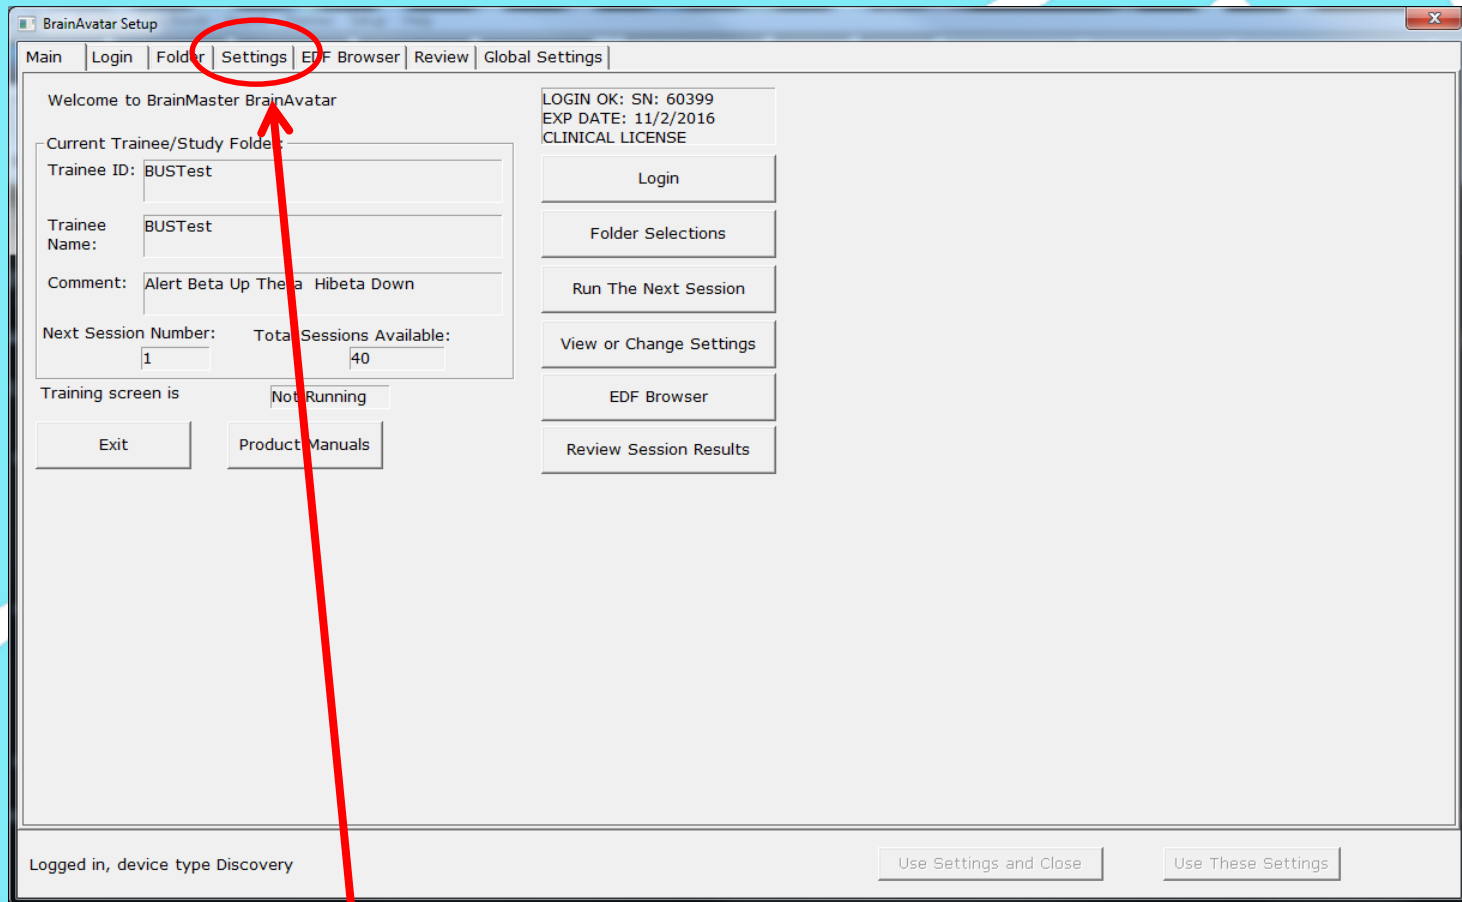 BrainAvatar Setup
Main Login Folder Settings EDF Browser Review Global Settings
Welcome to BrainMaster BrainAvatar
Current Trainee/Study Folder:
Trainee ID: BUSTest
Trainee Name: BUSTest
Comment: Alert Beta Up Theta Hibeta Down
Next Session Number: Total Sessions Available:
1 40
Training screen is Not Running
Exit Product Manuals
LOGIN OK: SN: 60399
EXP DATE: 11/2/2016
CLINICAL LICENSE
Login
Folder Selections
Run The Next Session
View or Change Settings
EDF Browser
Review Session Results
Logged in, device type Discovery
Use Settings and Close Use These Settings